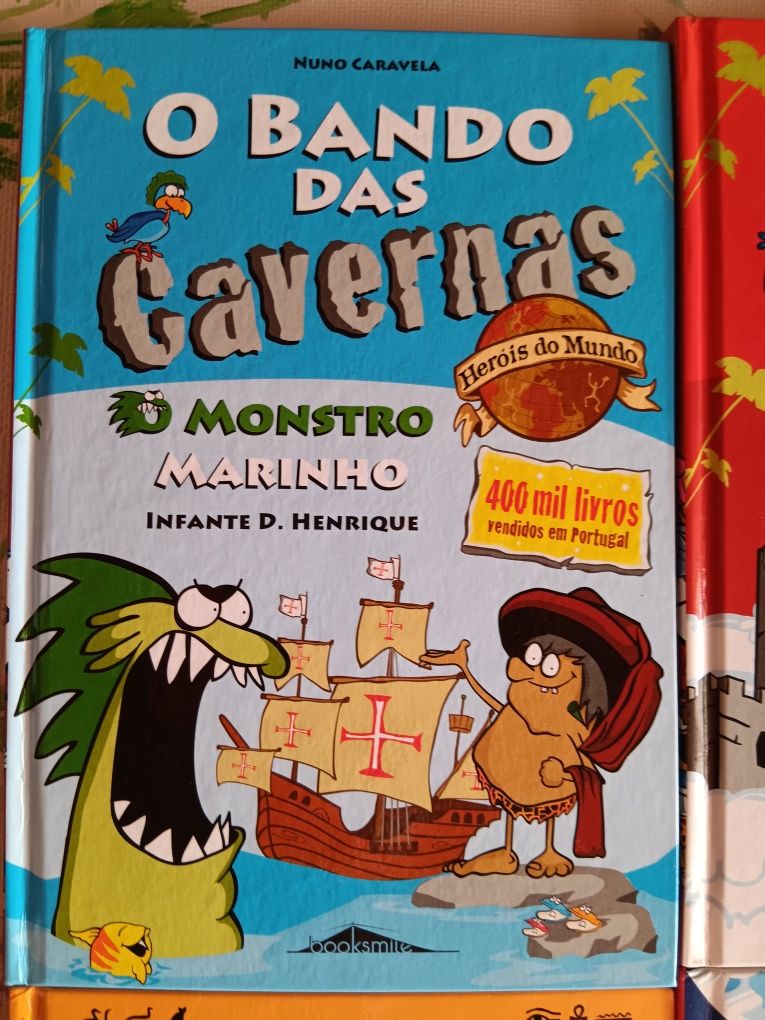 NUNO CARAVELA
O BANDO
DAS
Cavernas
Heróis do Mundo
O MONSTRO
MARINHO
INFANTE D. HENRIQUE
400 mil livros
vendidos em Portugal
booksmile